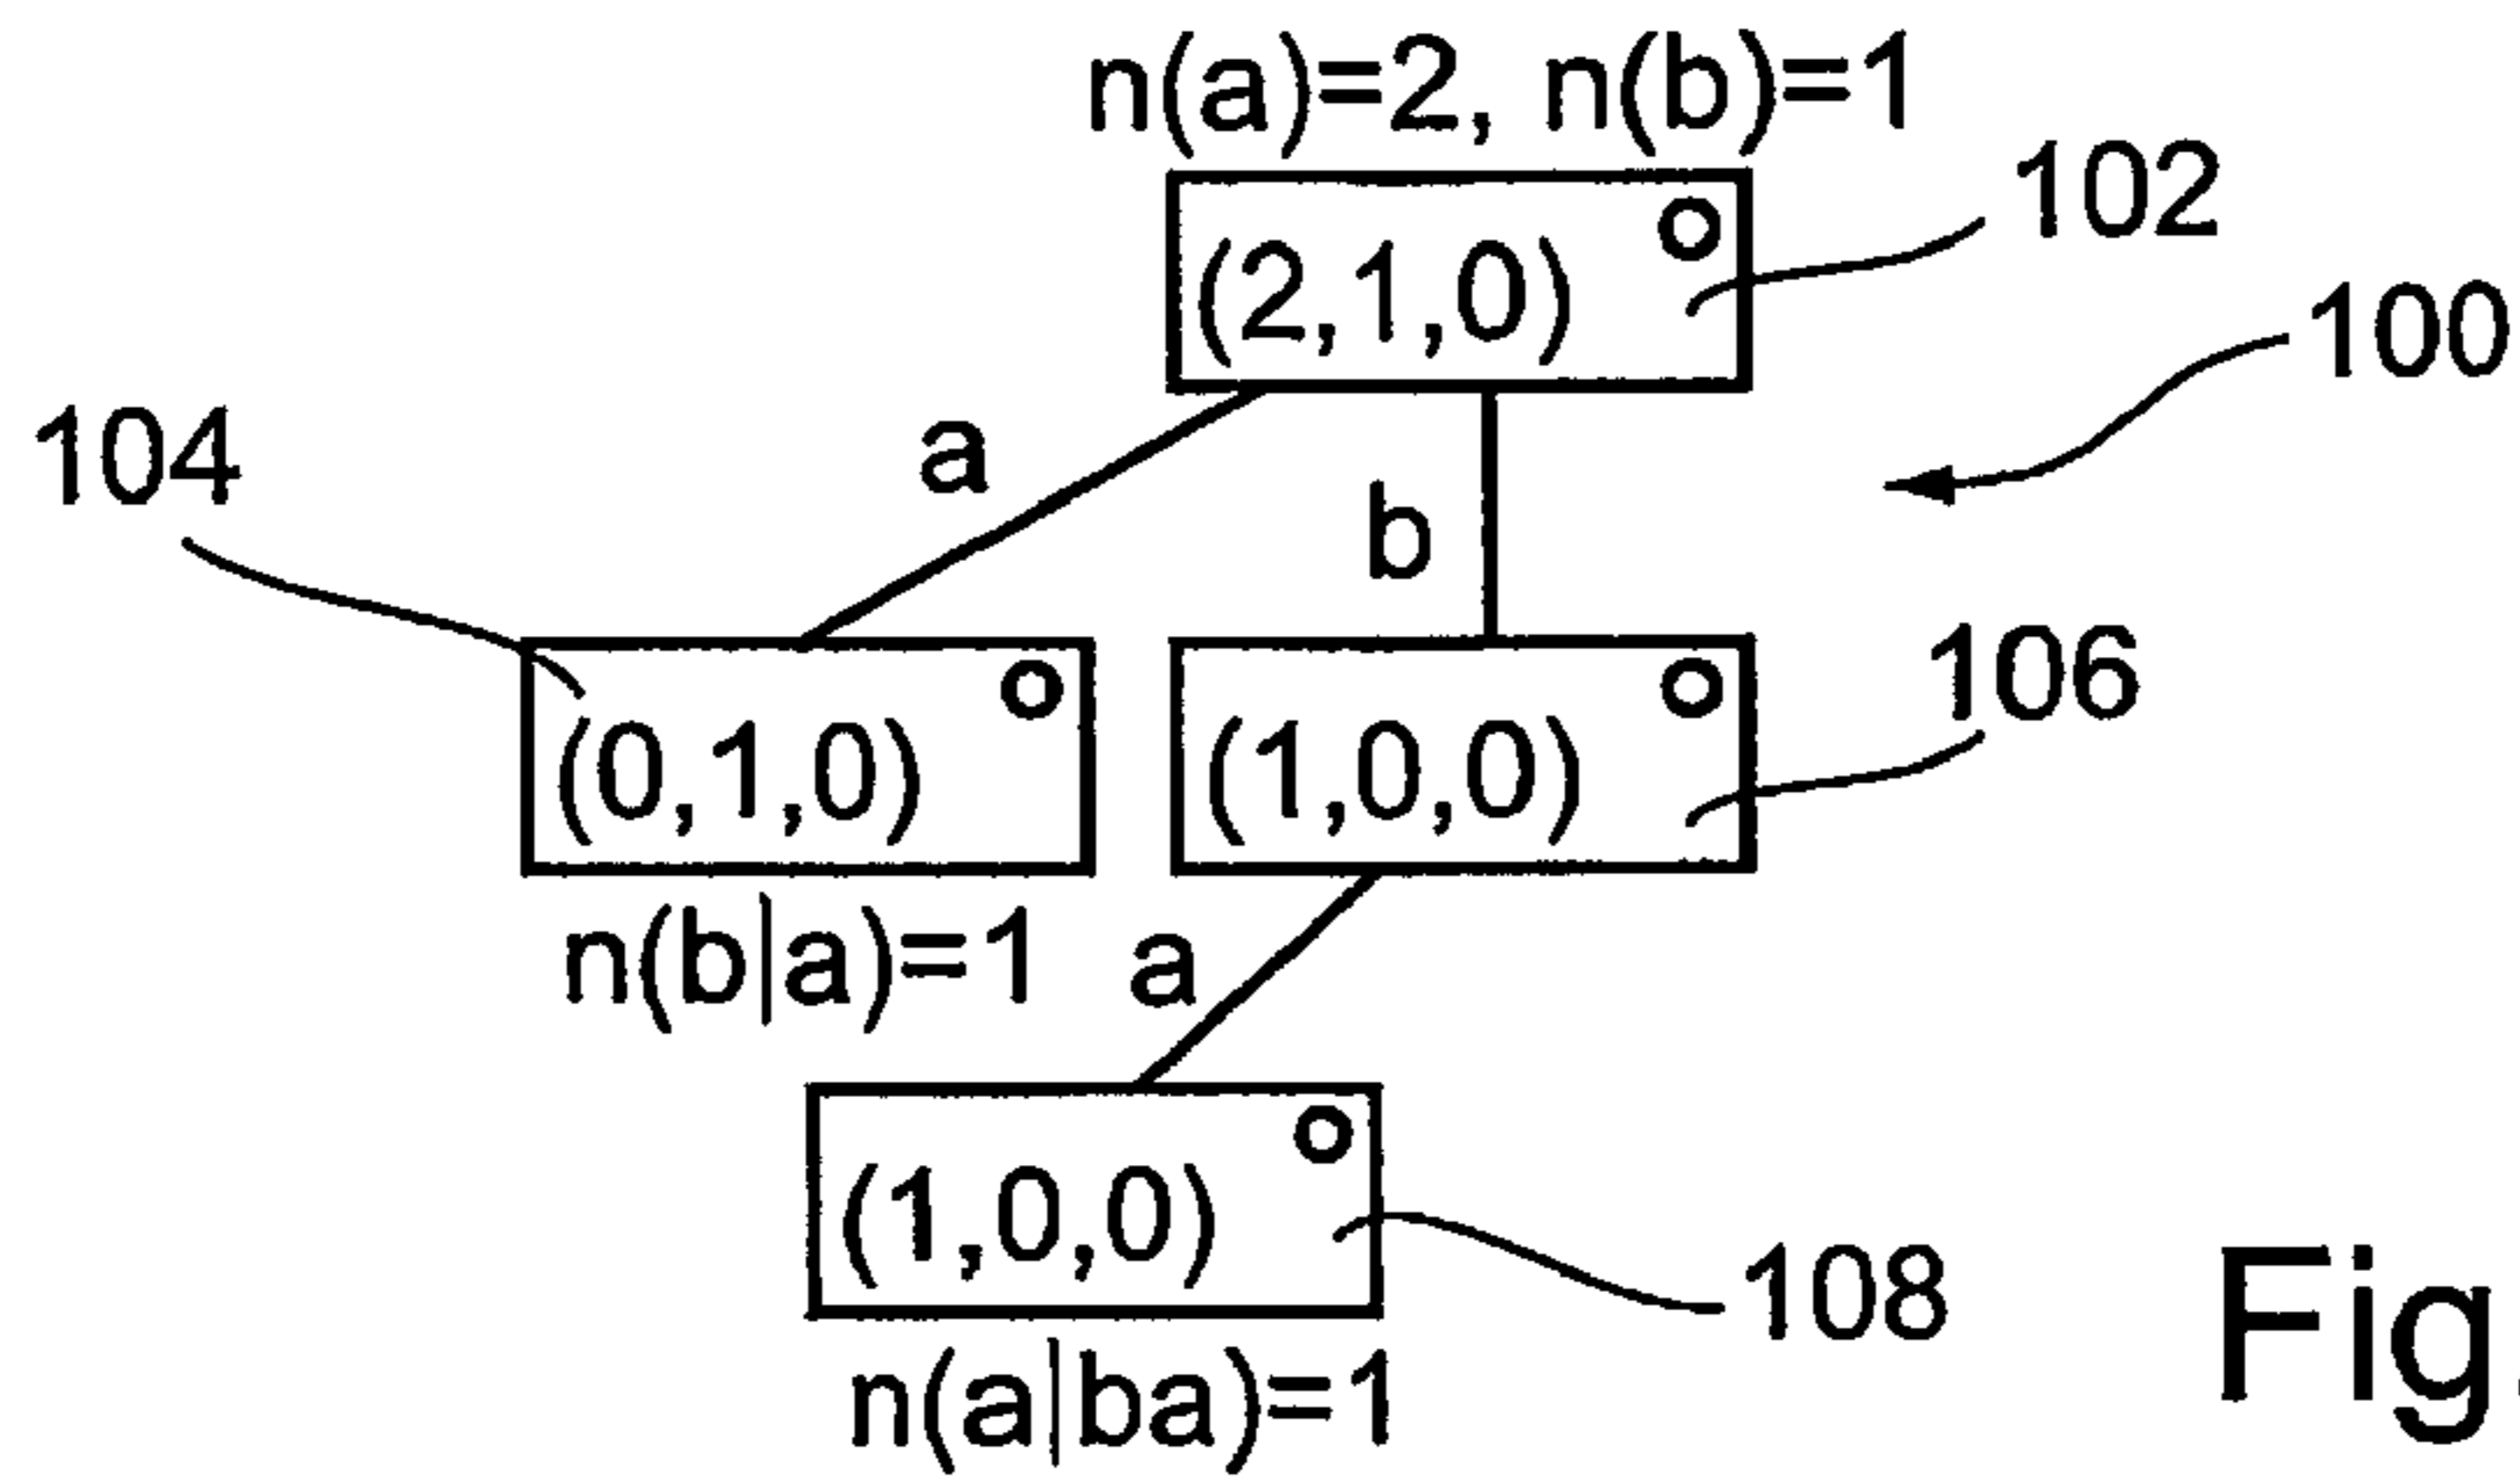 n(a)=2, n(b)=1
102
(2,1,0)
100
104
a
b
106
(0,1,0)
(1,0,0)
n(b|a)=1
a
(1,0,0)
108
n(a|ba)=1
Fig.